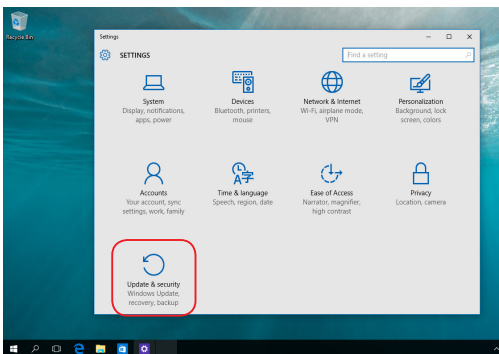 Recycle Bin
Settings
SETTINGS
Find a setting
System
Display, notifications,
apps, power
Devices
Bluetooth, printers,
mouse
Network & Internet
Wi-Fi, airplane mode,
VPN
Personalization
Background, lock
screen, colors
Accounts
Your account, sync
settings, work, family
Time & language
Speech, region, date
Ease of Access
Narrator, magnifier,
high contrast
Privacy
Location, camera
Update & security
Windows Update,
recovery, backup